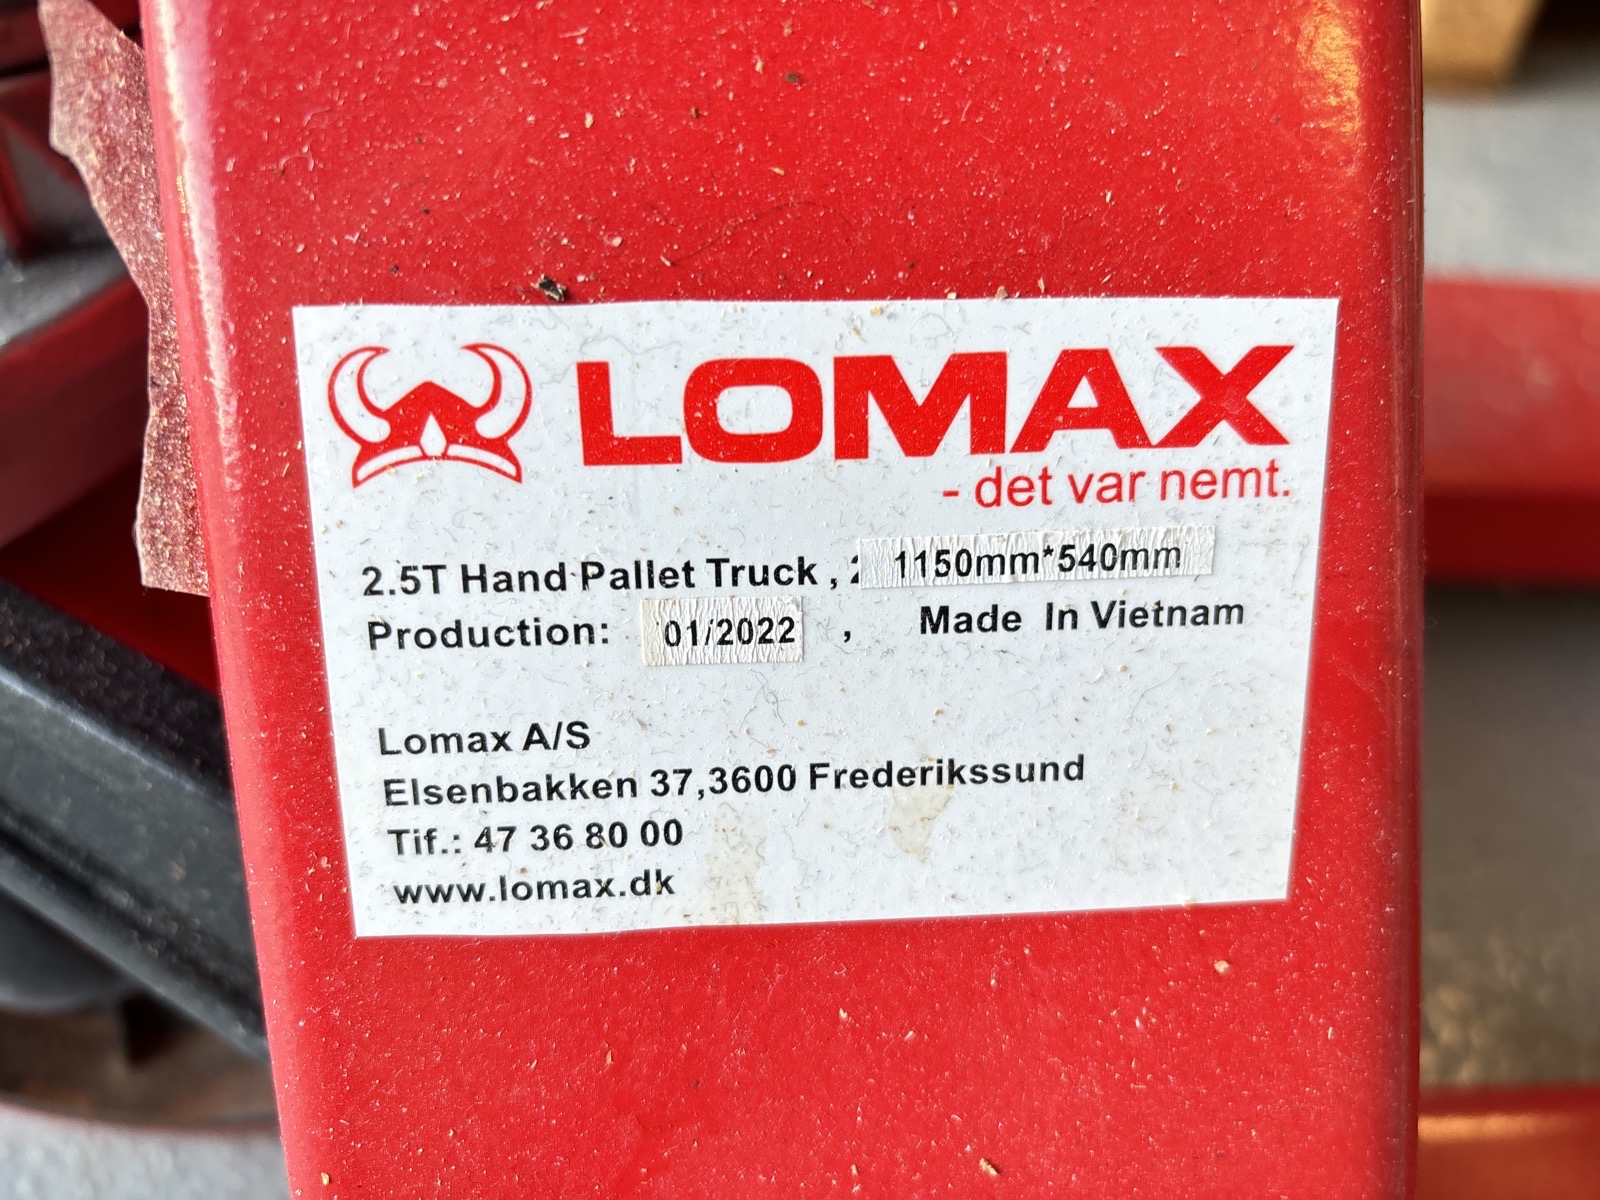 LOMAX
- det var nemt.
2.5T Hand Pallet Truck , 1150mm*540mm
Production: 01/2022 , Made In Vietnam
Lomax A/S
Elsenbakken 37,3600 Frederikssund
Tif.: 47 36 80 00
www.lomax.dk